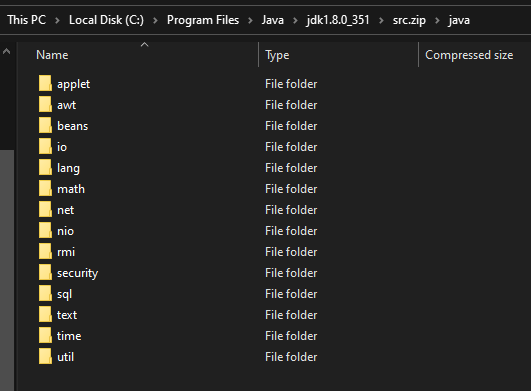 This PC > Local Disk (C:) > Program Files > Java > jdk1.8.0_351 > src.zip > java
Name Type Compressed size
applet File folder
awt File folder
beans File folder
io File folder
lang File folder
math File folder
net File folder
nio File folder
rmi File folder
security File folder
sql File folder
text File folder
time File folder
util File folder